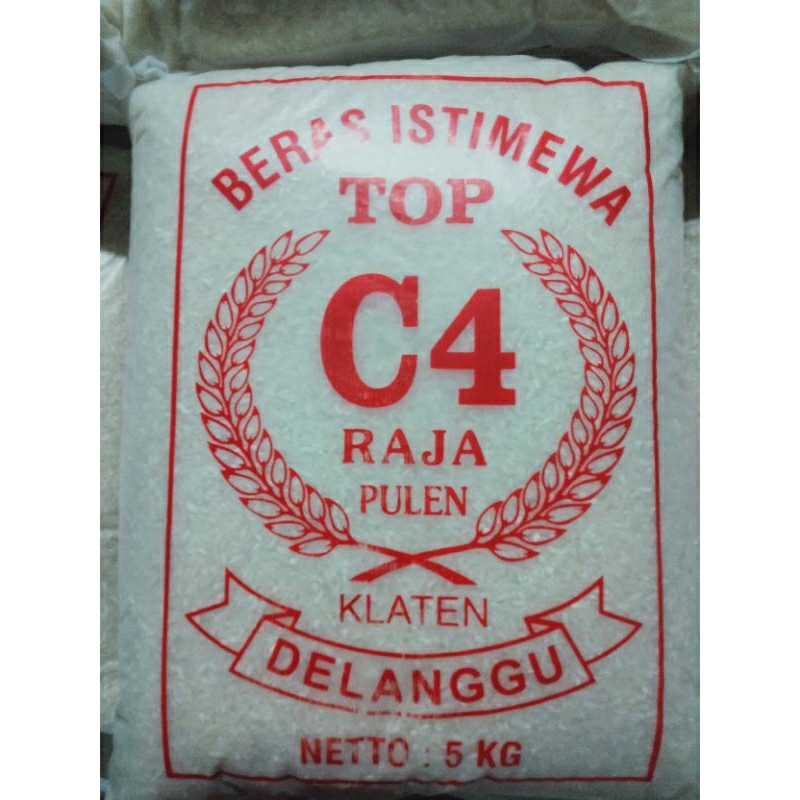 BERAS ISTIMEWA
TOP
C4
RAJA
PULEN
KLATEN
DELANGGU
NETTO : 5 KG